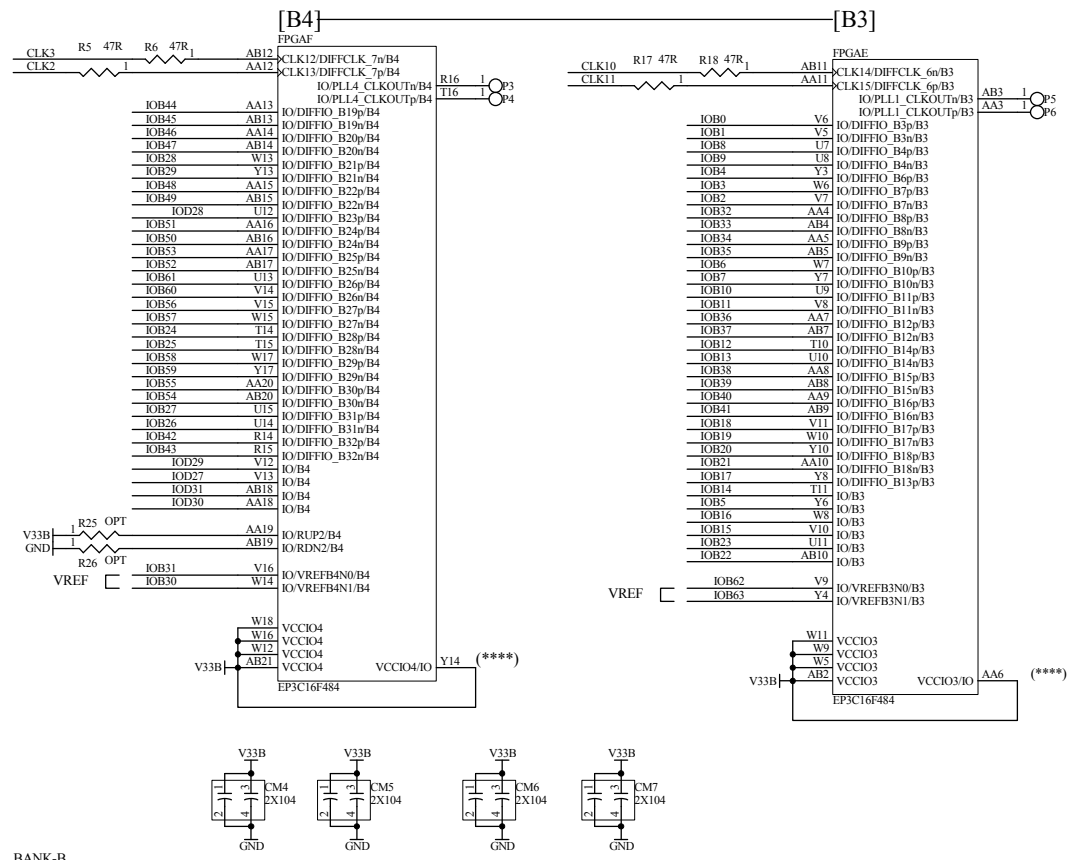 [B4] [B3]
FPGAF
CLK3 R5 47R R6 47R 1 AB12 CLK12/DIFFCLK_7n/B4
CLK2 1 AA12 CLK13/DIFFCLK_7p/B4
IO/PLL4_CLKOUTn/B4 R16 1 P3
IO/PLL4_CLKOUTp/B4 T16 1 P4
IOB44 AA13 IO/DIFFIO_B19p/B4
IOB45 AB13 IO/DIFFIO_B19n/B4
IOB46 AA14 IO/DIFFIO_B20p/B4
IOB47 AB14 IO/DIFFIO_B20n/B4
IOB28 W13 IO/DIFFIO_B21p/B4
IOB29 Y13 IO/DIFFIO_B21n/B4
IOB48 AA15 IO/DIFFIO_B22p/B4
IOB49 AB15 IO/DIFFIO_B22n/B4
IOD28 U12 IO/DIFFIO_B23p/B4
IOB51 AA16 IO/DIFFIO_B24p/B4
IOB50 AB16 IO/DIFFIO_B24n/B4
IOB53 AA17 IO/DIFFIO_B25p/B4
IOB52 AB17 IO/DIFFIO_B25n/B4
IOB61 U13 IO/DIFFIO_B26p/B4
IOB60 V14 IO/DIFFIO_B26n/B4
IOB56 V15 IO/DIFFIO_B27p/B4
IOB57 W15 IO/DIFFIO_B27n/B4
IOB24 T14 IO/DIFFIO_B28p/B4
IOB25 T15 IO/DIFFIO_B28n/B4
IOB58 W17 IO/DIFFIO_B29p/B4
IOB59 Y17 IO/DIFFIO_B29n/B4
IOB55 AA20 IO/DIFFIO_B30p/B4
IOB54 AB20 IO/DIFFIO_B30n/B4
IOB27 U15 IO/DIFFIO_B31p/B4
IOB26 U14 IO/DIFFIO_B31n/B4
IOB42 R14 IO/DIFFIO_B32p/B4
IOB43 R15 IO/DIFFIO_B32n/B4
IOD29 V12 IO/B4
IOD27 V13 IO/B4
IOD31 AB18 IO/B4
IOD30 AA18 IO/B4
V33B 1 R25 OPT AA19 IO/RUP2/B4
GND 1 R26 OPT AB19 IO/RDN2/B4
VREF
IOB31 V16 IO/VREFB4N0/B4
IOB30 W14 IO/VREFB4N1/B4
W18 VCCIO4
W16 VCCIO4
W12 VCCIO4
V33B AB21 VCCIO4 VCCIO4/IO Y14 (****)
EP3C16F484
FPGAE
CLK10 R17 47R R18 47R 1 AB11 CLK14/DIFFCLK_6n/B3
CLK11 1 AA11 CLK15/DIFFCLK_6p/B3
IO/PLL1_CLKOUTn/B3 AB3 1 P5
IO/PLL1_CLKOUTp/B3 AA3 1 P6
IOB0 V6 IO/DIFFIO_B3p/B3
IOB1 V5 IO/DIFFIO_B3n/B3
IOB8 U7 IO/DIFFIO_B4p/B3
IOB9 U8 IO/DIFFIO_B4n/B3
IOB4 Y3 IO/DIFFIO_B6p/B3
IOB3 W6 IO/DIFFIO_B7p/B3
IOB2 V7 IO/DIFFIO_B7n/B3
IOB32 AA4 IO/DIFFIO_B8p/B3
IOB33 AB4 IO/DIFFIO_B8n/B3
IOB34 AA5 IO/DIFFIO_B9p/B3
IOB35 AB5 IO/DIFFIO_B9n/B3
IOB6 W7 IO/DIFFIO_B10p/B3
IOB7 Y7 IO/DIFFIO_B10n/B3
IOB10 U9 IO/DIFFIO_B11p/B3
IOB11 V8 IO/DIFFIO_B11n/B3
IOB36 AA7 IO/DIFFIO_B12p/B3
IOB37 AB7 IO/DIFFIO_B12n/B3
IOB12 T10 IO/DIFFIO_B14p/B3
IOB13 U10 IO/DIFFIO_B14n/B3
IOB38 AA8 IO/DIFFIO_B15p/B3
IOB39 AB8 IO/DIFFIO_B15n/B3
IOB40 AA9 IO/DIFFIO_B16p/B3
IOB41 AB9 IO/DIFFIO_B16n/B3
IOB18 V11 IO/DIFFIO_B17p/B3
IOB19 W10 IO/DIFFIO_B17n/B3
IOB20 Y10 IO/DIFFIO_B18p/B3
IOB21 AA10 IO/DIFFIO_B18n/B3
IOB17 Y8 IO/DIFFIO_B13p/B3
IOB14 T11 IO/B3
IOB5 Y6 IO/B3
IOB16 W8 IO/B3
IOB15 V10 IO/B3
IOB23 U11 IO/B3
IOB22 AB10 IO/B3
VREF
IOB62 V9 IO/VREFB3N0/B3
IOB63 Y4 IO/VREFB3N1/B3
W11 VCCIO3
W9 VCCIO3
W5 VCCIO3
V33B AB2 VCCIO3 VCCIO3/IO AA6 (****)
EP3C16F484
V33B V33B V33B V33B
1 3 CM4 1 3 CM5 1 3 CM6 1 3 CM7
2X104 2X104 2X104 2X104
2 4 2 4 2 4 2 4
GND GND GND GND
BANK-B